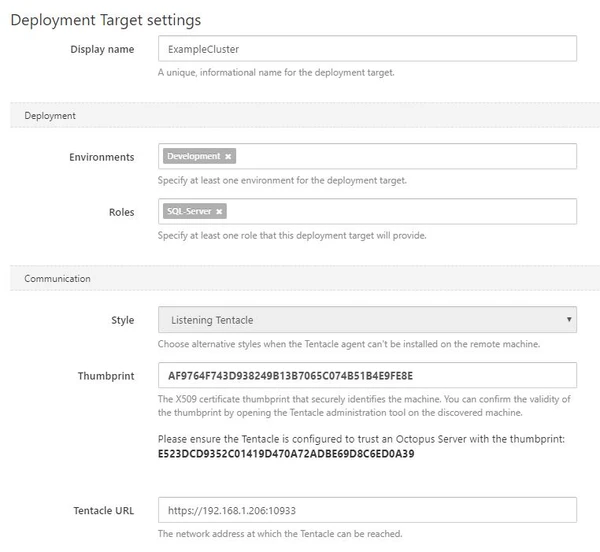 Deployment Target settings
Display name
ExampleCluster
A unique, informational name for the deployment target.
Deployment
Environments
Development ×
Specify at least one environment for the deployment target.
Roles
SQL-Server ×
Specify at least one role that this deployment target will provide.
Communication
Style
Listening Tentacle
Choose alternative styles when the Tentacle agent can't be installed on the remote machine.
Thumbprint
AF9764F743D938249B13B7065C074B51B4E9FE8E
The X509 certificate thumbprint that securely identifies the machine. You can confirm the validity of
the thumbprint by opening the Tentacle administration tool on the discovered machine.
Please ensure the Tentacle is configured to trust an Octopus Server with the thumbprint:
E523DCD9352C01419D470A72ADBE69D8C6ED0A39
Tentacle URL
https://192.168.1.206:10933
The network address at which the Tentacle can be reached.